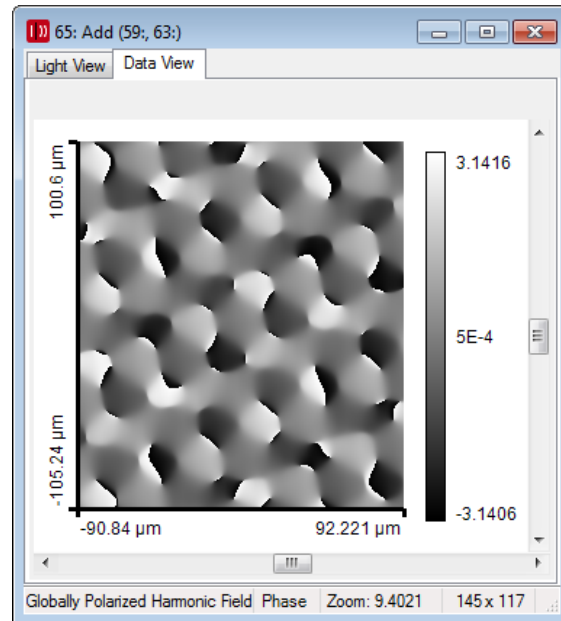 65: Add (59:, 63:)
Light View Data View
100.6 µm
-105.24 µm
3.1416
5E-4
-3.1406
-90.84 µm 92.221 µm
Globally Polarized Harmonic Field Phase Zoom: 9.4021 145 x 117